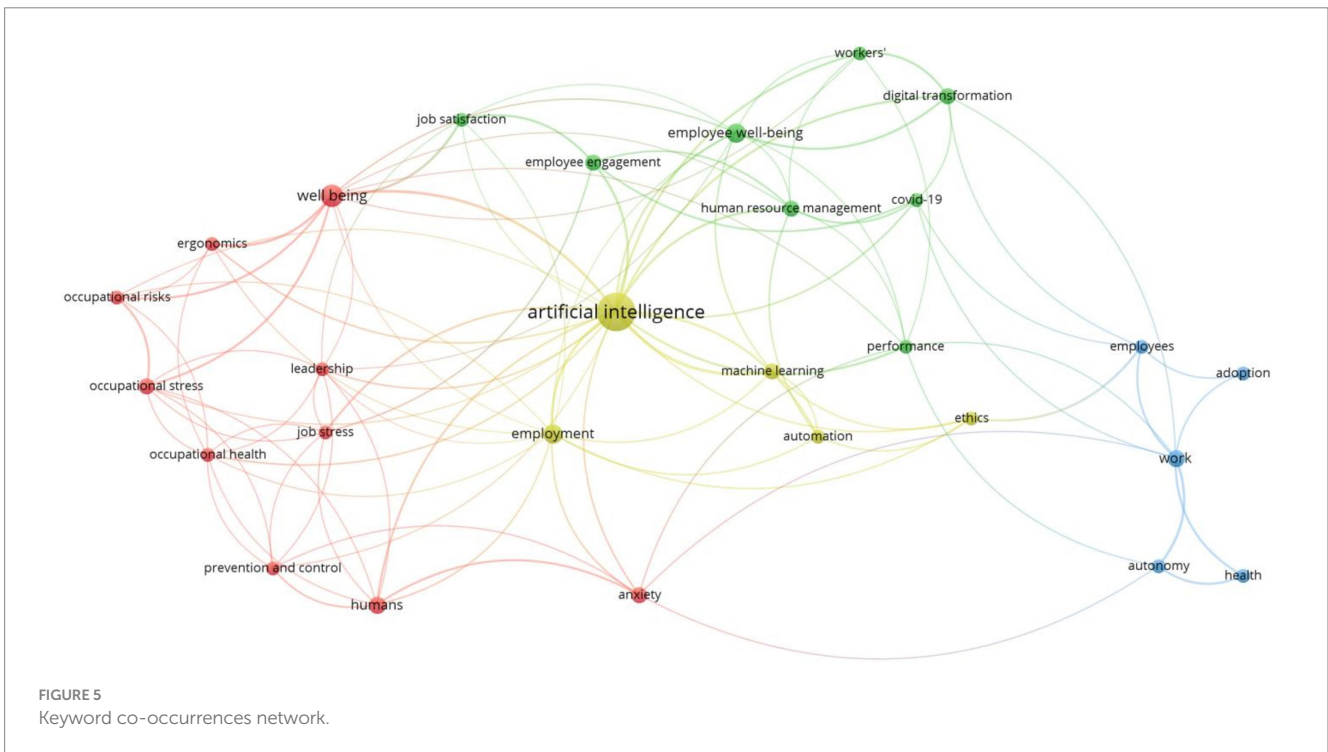 workers'
digital transformation
job satisfaction
employee well-being
employee engagement
well being
human resource management
covid-19
ergonomics
occupational risks
artificial intelligence
performance
employees
leadership
machine learning
adoption
occupational stress
ethics
job stress
employment
automation
occupational health
work
prevention and control
autonomy
health
humans
anxiety
FIGURE 5
Keyword co-occurrences network.